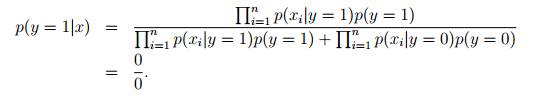 p(y = 1|x) = \frac{\prod_{i=1}^{n} p(x_i|y = 1)p(y = 1)}{\prod_{i=1}^{n} p(x_i|y = 1)p(y = 1) + \prod_{i=1}^{n} p(x_i|y = 0)p(y = 0)}
= \frac{0}{0}.